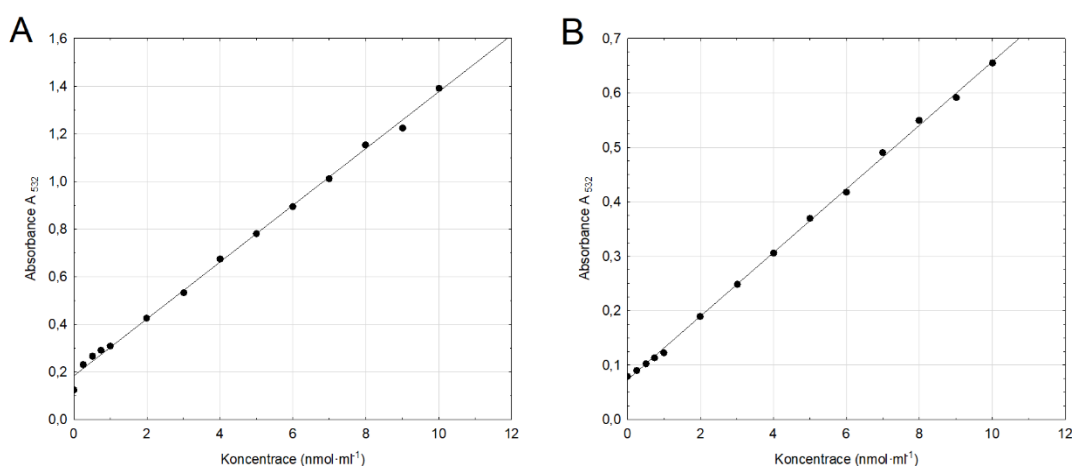 A
1,6
1,4
1,2
1,0
0,8
0,6
0,4
0,2
0,0
Absorbance A 532
0 2 4 6 8 10 12
Koncentrace (nmol·ml-1)
B
0,7
0,6
0,5
0,4
0,3
0,2
0,1
0,0
Absorbance A 532
0 2 4 6 8 10 12
Koncentrace (nmol·ml-1)